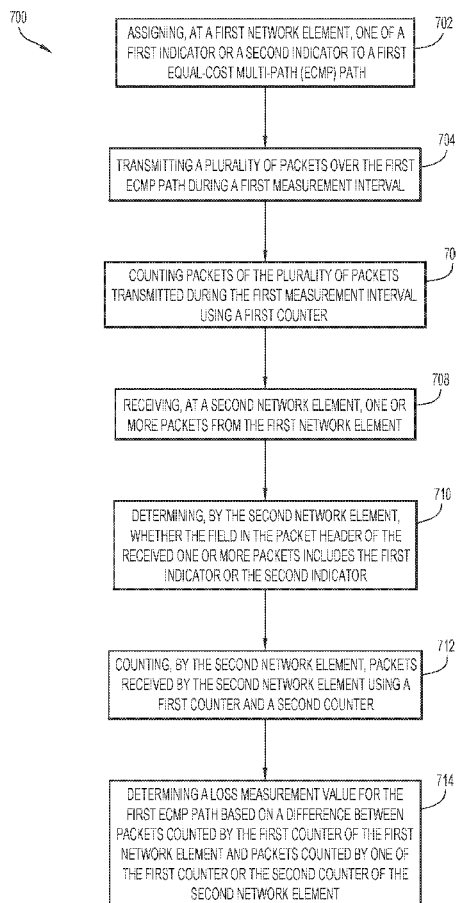 700
ASSIGNING, AT A FIRST NETWORK ELEMENT, ONE OF A
FIRST INDICATOR OR A SECOND INDICATOR TO A FIRST
EQUAL-COST MULTI-PATH (ECMP) PATH
702
TRANSMITTING A PLURALITY OF PACKETS OVER THE FIRST
ECMP PATH DURING A FIRST MEASUREMENT INTERVAL
704
COUNTING PACKETS OF THE PLURALITY OF PACKETS
TRANSMITTED DURING THE FIRST MEASUREMENT INTERVAL
USING A FIRST COUNTER
70
RECEIVING, AT A SECOND NETWORK ELEMENT, ONE OR
MORE PACKETS FROM THE FIRST NETWORK ELEMENT
708
DETERMINING, BY THE SECOND NETWORK ELEMENT,
WHETHER THE FIELD IN THE PACKET HEADER OF THE
RECEIVED ONE OR MORE PACKETS INCLUDES THE FIRST
INDICATOR OR THE SECOND INDICATOR
710
COUNTING, BY THE SECOND NETWORK ELEMENT, PACKETS
RECEIVED BY THE SECOND NETWORK ELEMENT USING A
FIRST COUNTER AND A SECOND COUNTER
712
DETERMINING A LOSS MEASUREMENT VALUE FOR THE
FIRST ECMP PATH BASED ON A DIFFERENCE BETWEEN
PACKETS COUNTED BY THE FIRST COUNTER OF THE FIRST
NETWORK ELEMENT AND PACKETS COUNTED BY ONE OF
THE FIRST COUNTER OR THE SECOND COUNTER OF THE
SECOND NETWORK ELEMENT
714